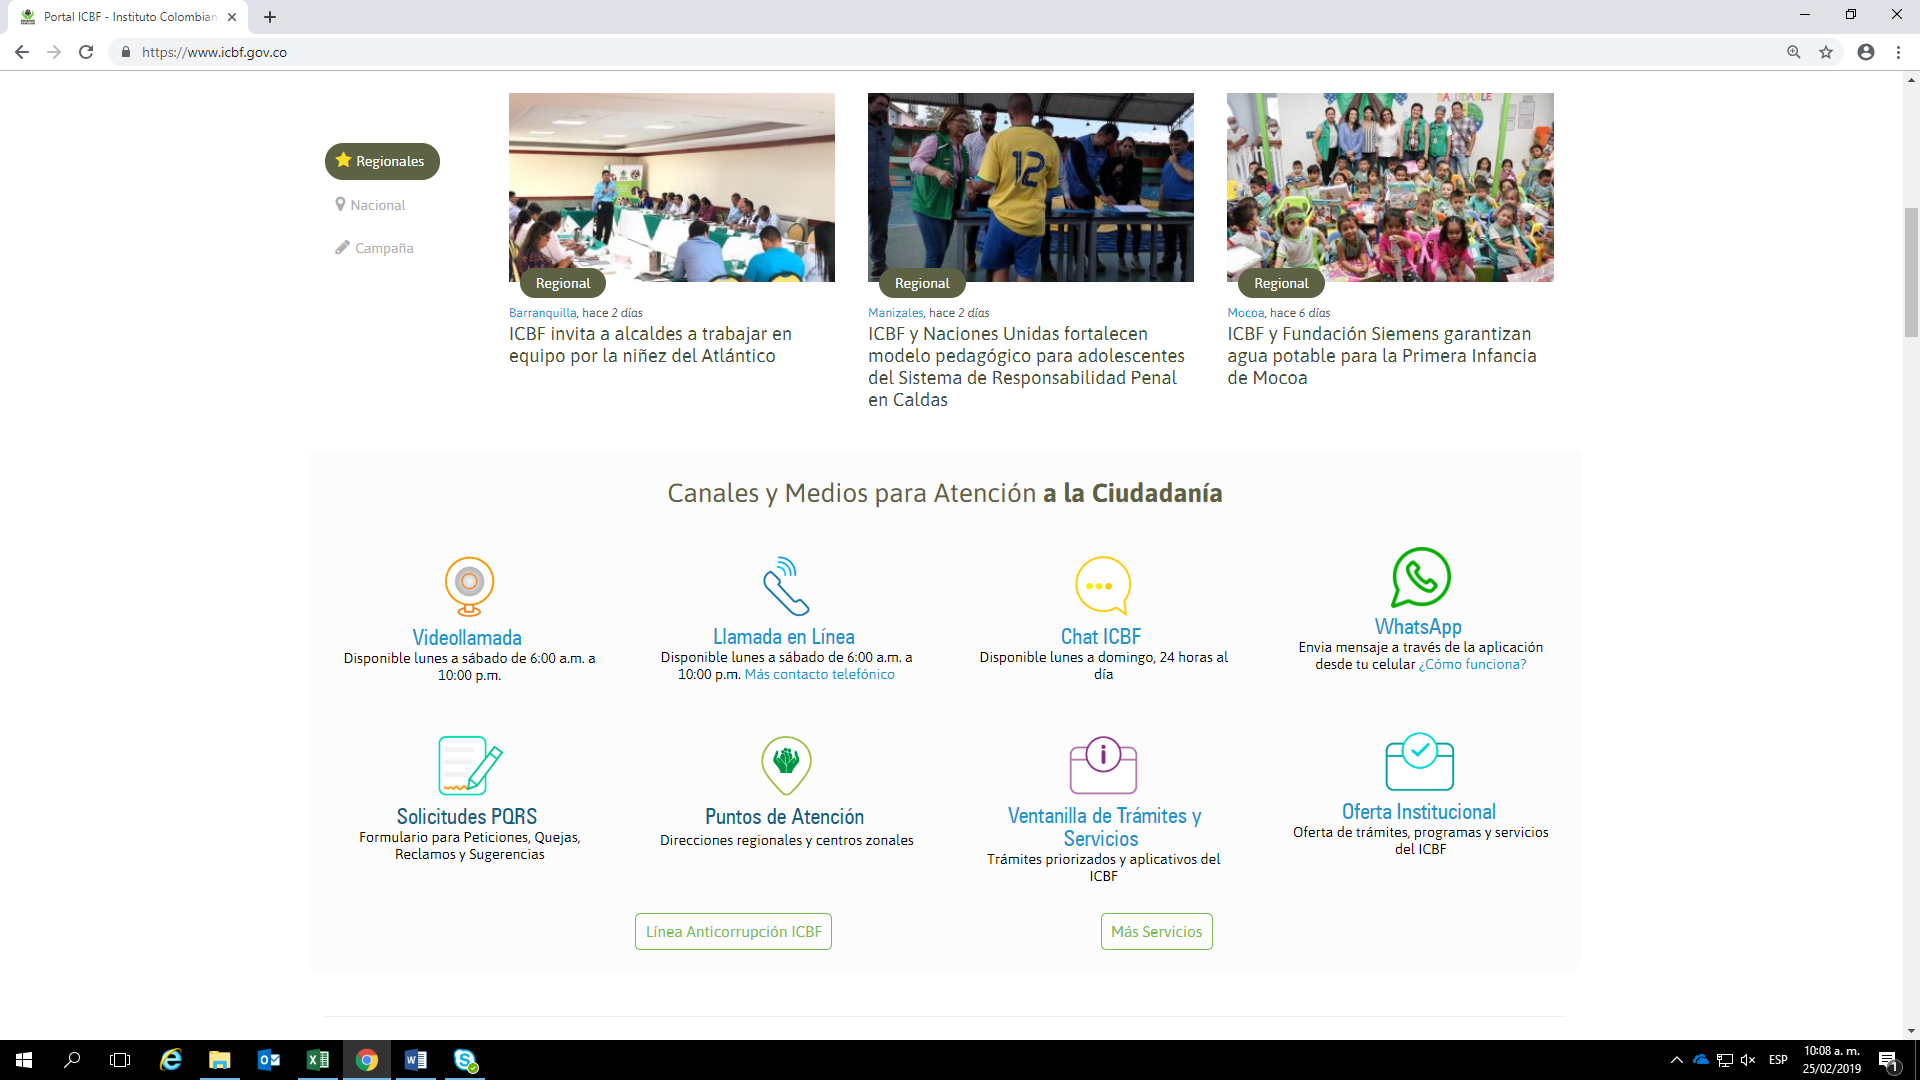 Portal ICBF - Instituto Colombian
https://www.icbf.gov.co
Regionales
Nacional
Campaña
SALUDABLE
12
Regional
Barranquilla, hace 2 días
ICBF invita a alcaldes a trabajar en
equipo por la niñez del Atlántico
Regional
Manizales, hace 2 días
ICBF y Naciones Unidas fortalecen
modelo pedagógico para adolescentes
del Sistema de Responsabilidad Penal
en Caldas
Regional
Mocoa, hace 6 días
ICBF y Fundación Siemens garantizan
agua potable para la Primera Infancia
de Mocoa
Canales y Medios para Atención a la Ciudadanía
Videollamada
Disponible lunes a sábado de 6:00 a.m. a
10:00 p.m.
Llamada en Línea
Disponible lunes a sábado de 6:00 a.m. a
10:00 p.m. Más contacto telefónico
Chat ICBF
Disponible lunes a domingo, 24 horas al
día
WhatsApp
Envia mensaje a través de la aplicación
desde tu celular ¿Cómo funciona?
Solicitudes PQRS
Formulario para Peticiones, Quejas,
Reclamos y Sugerencias
Puntos de Atención
Direcciones regionales y centros zonales
Ventanilla de Trámites y
Servicios
Trámites priorizados y aplicativos del
ICBF
Oferta Institucional
Oferta de trámites, programas y servicios
del ICBF
Línea Anticorrupción ICBF
Más Servicios
ESP
10:08 a. m.
25/02/2019
1